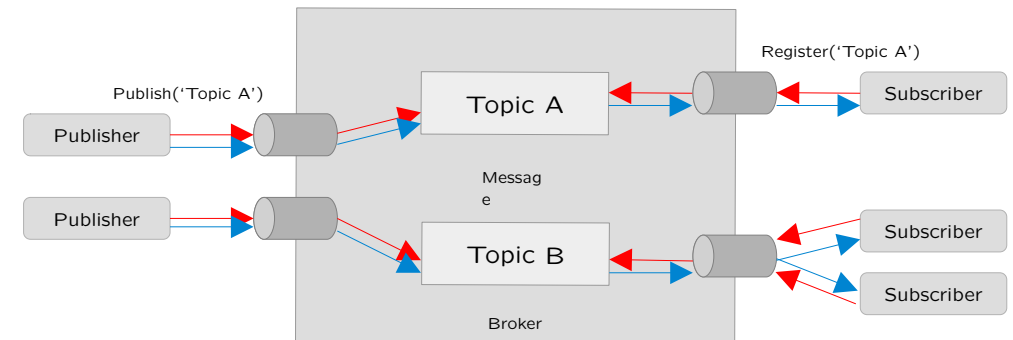 Register(‘Topic A’)
Publish(‘Topic A’)
Topic A
Subscriber
Publisher
Messag
e
Publisher
Topic B
Subscriber
Subscriber
Broker